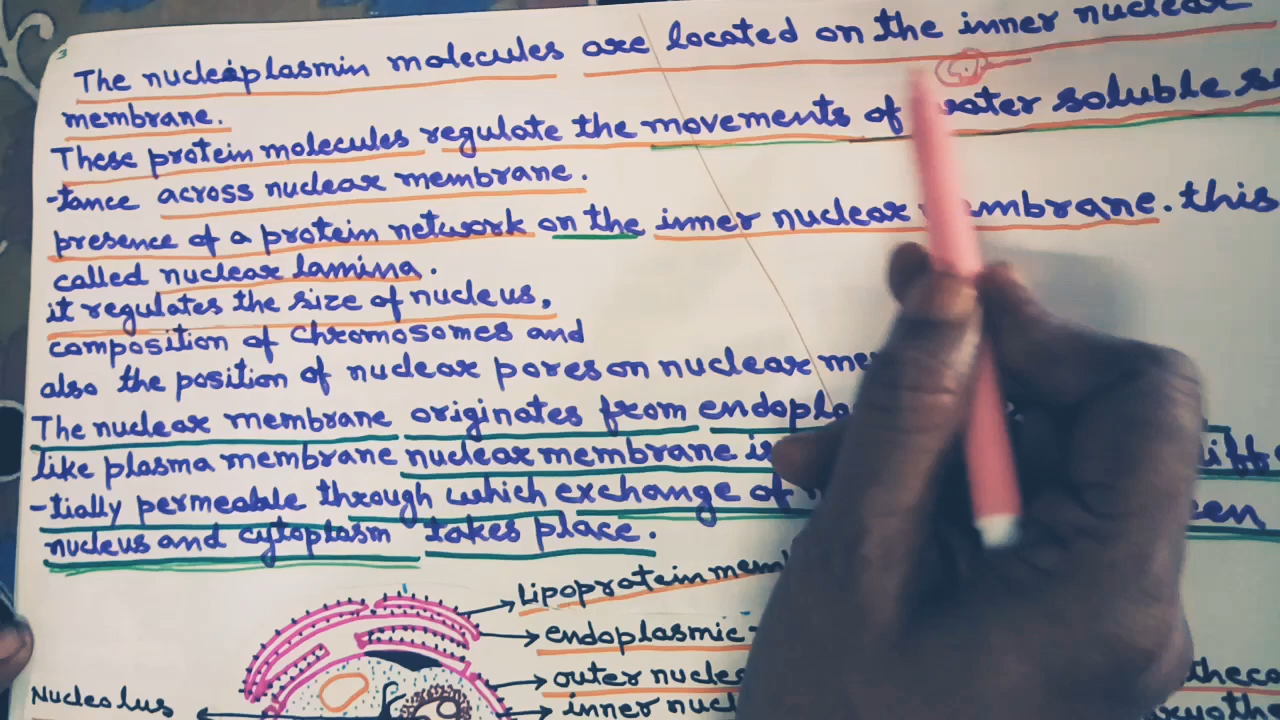 The nucleoplasmin molecules are located on the inner nuclear
membrane.
These protein molecules regulate the movements of water soluble
-tance across nuclear membrane.
presence of a protein network on the inner nuclear membrane. this
called nuclear lamina.
it regulates the size of nucleus,
composition of chromosomes and
also the position of nuclear pores on nuclear
The nuclear membrane originates from
like plasma membrane nuclear membrane is
-tially permeable through which exchange of
nucleus and cytoplasm takes place.
Lipoprotein
endoplasmic
outer
inner
Nucleolus